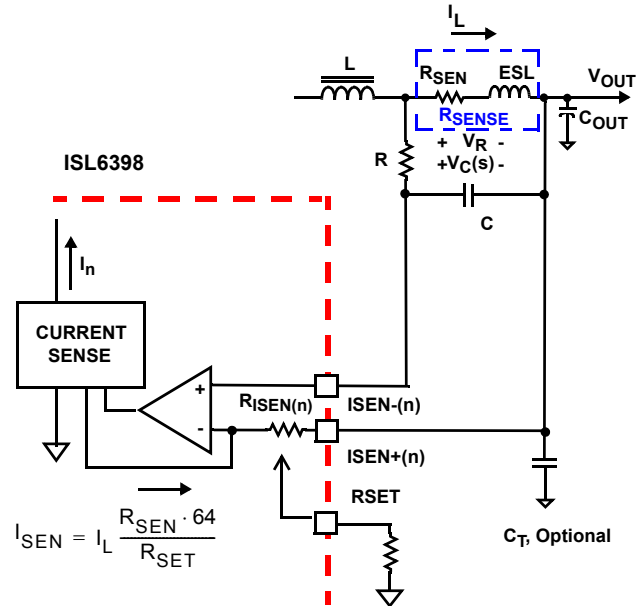 I_L
L
R_SEN
ESL
V_OUT
R_SENSE
C_OUT
+ V_R -
+V_C(s)-
R
C
ISL6398
I_n
CURRENT
SENSE
+
-
R_ISEN(n)
ISEN-(n)
ISEN+(n)
RSET
I_SEN = I_L R_SEN · 64 / R_SET
C_T, Optional